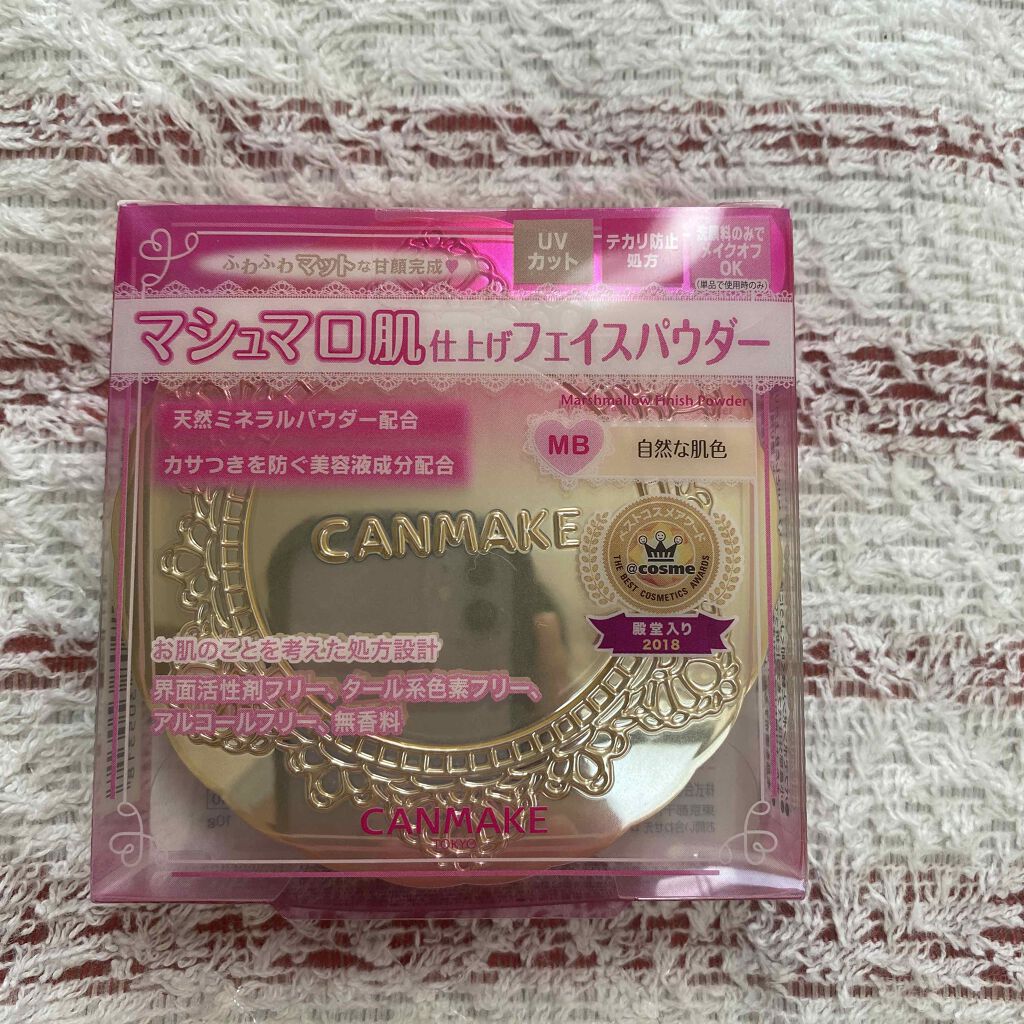 ふわふわマットな甘顔完成♥
UV
カット
テカリ防止
処方
洗顔料のみで
メイクオフ
OK
(単品で使用時のみ)
マシュマロ肌仕上げフェイスパウダー
Marshmallow Finish Powder
天然ミネラルパウダー配合
カサつきを防ぐ美容液成分配合
MB
自然な肌色
CANMAKE
ベストコスメアワード
@cosme
THE BEST COSMETICS AWARDS
殿堂入り
2018
お肌のことを考えた処方設計
界面活性剤フリー、タール系色素フリー、
アルコールフリー、無香料
CANMAKE
TOKYO
10g